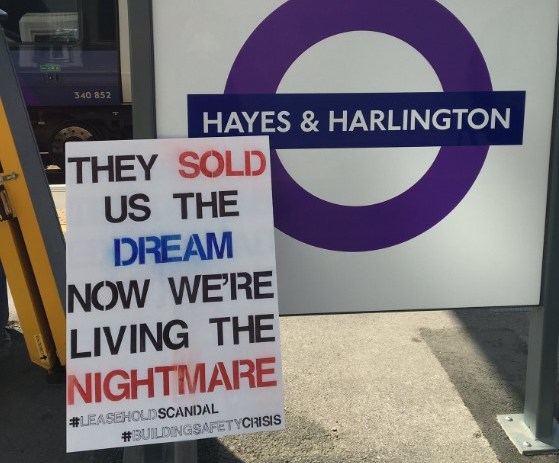 340 852
HAYES & HARLINGTON
THEY SOLD
US THE
DREAM
NOW WE'RE
LIVING THE
NIGHTMARE
#LEASEHOLDSCANDAL
#BUILDINGSAFETYCRISIS